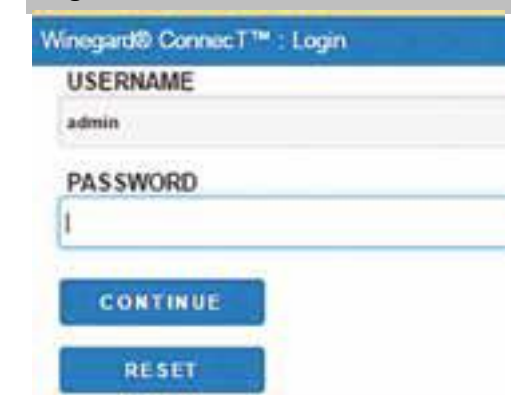 Winegard® ConnecT™ : Login
USERNAME
admin
PASSWORD
CONTINUE
RESET